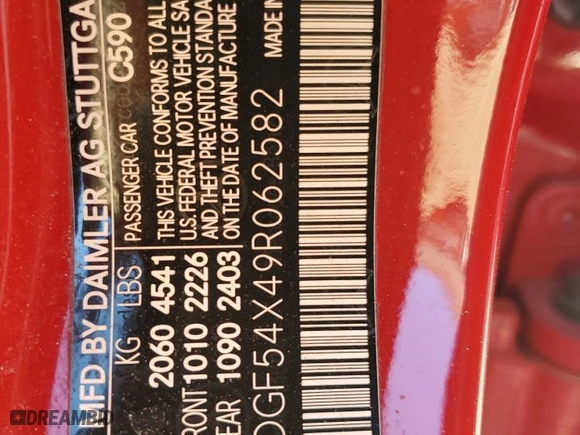 MFD BY DAIMLER AG STUTTGA
C590
KG LBS PASSENGER CAR
2060 4541 THIS VEHICLE CONFORMS TO ALL
U.S. FEDERAL MOTOR VEHICLE SA
RONT 1010 2226 AND THEFT PREVENTION STANDA
EAR 1090 2403 ON THE DATE OF MANUFACTURE
DGF54X49R062582
DREAMBID